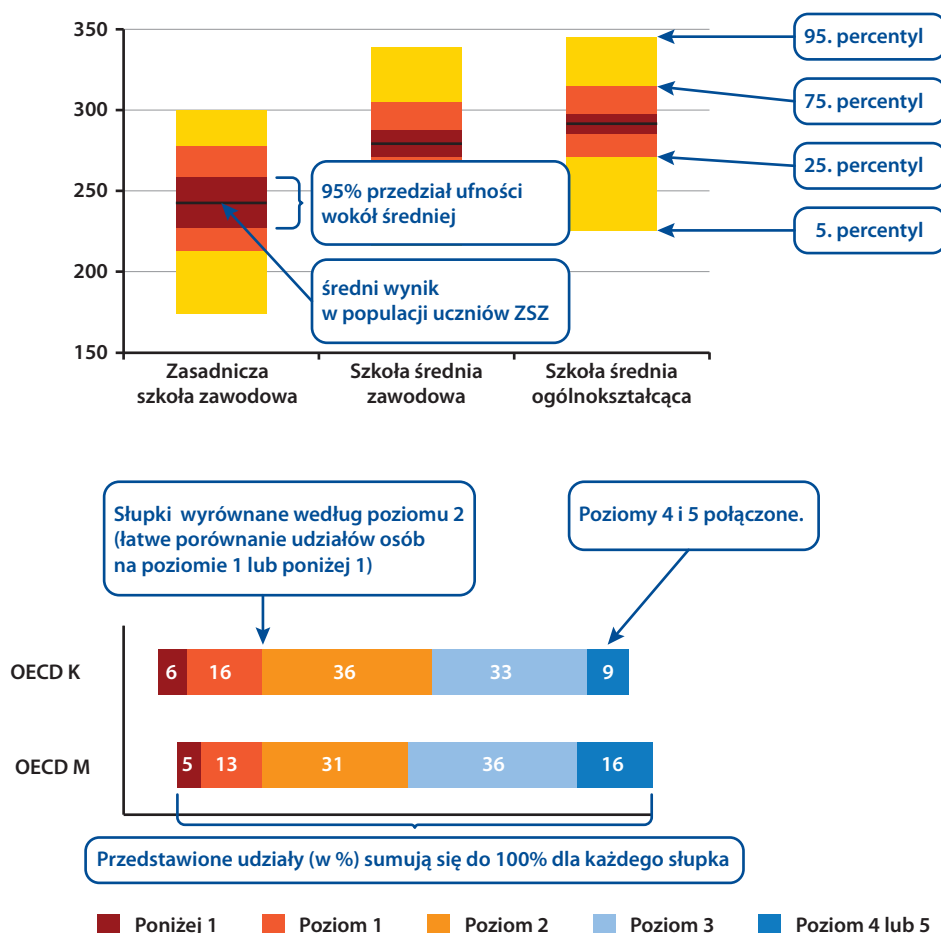 350
95. percentyl
300
75. percentyl
250
95% przedział ufności
wokół średniej
25. percentyl
200
średni wynik
w populacji uczniów ZSZ
5. percentyl
150
Zasadnicza
szkoła zawodowa
Szkoła średnia
zawodowa
Szkoła średnia
ogólnokształcąca
Słupki wyrównane według poziomu 2
(łatwe porównanie udziałów osób
na poziomie 1 lub poniżej 1)
Poziomy 4 i 5 połączone.
OECD K 6 16 36 33 9
OECD M 5 13 31 36 16
Przedstawione udziały (w %) sumują się do 100% dla każdego słupka
Poniżej 1 Poziom 1 Poziom 2 Poziom 3 Poziom 4 lub 5